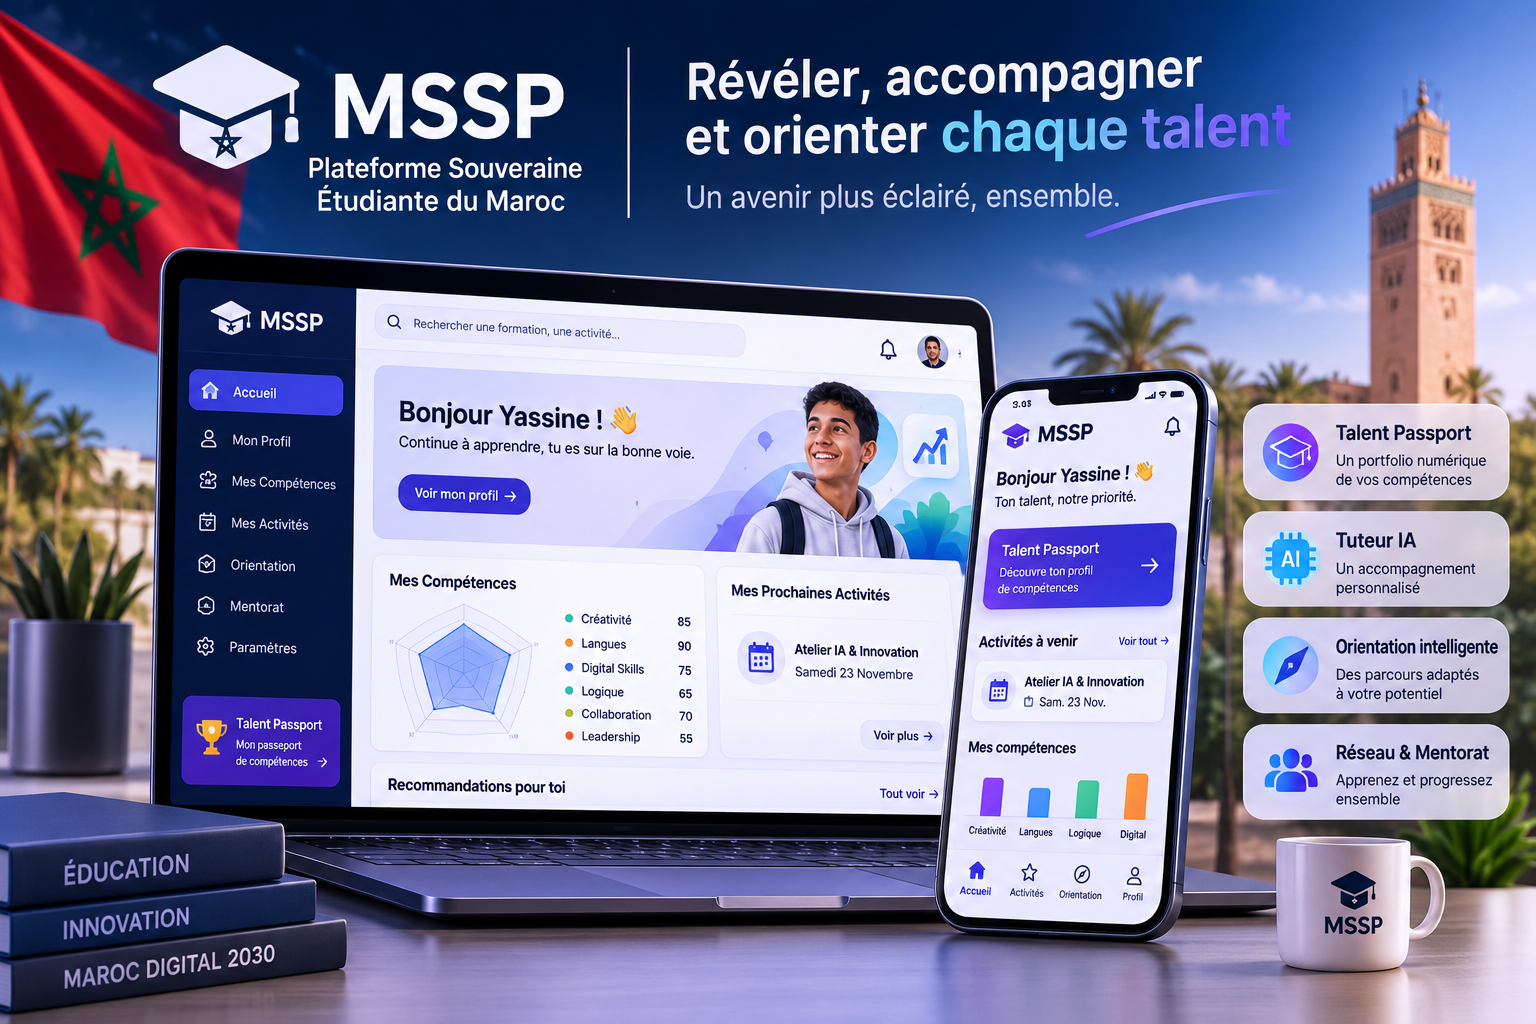 MSSP
Plateforme Souveraine
Étudiante du Maroc
Révéler, accompagner
et orienter chaque talent
Un avenir plus éclairé, ensemble.
MSSP
Accueil
Mon Profil
Mes Compétences
Mes Activités
Orientation
Mentorat
Paramètres
Talent Passport
Mon passeport
de compétences →
Rechercher une formation, une activité...
Bonjour Yassine ! 👋
Continue à apprendre, tu es sur la bonne voie.
Voir mon profil →
Mes Compétences
Créativité 85
Langues 90
Digital Skills 75
Logique 65
Collaboration 70
Leadership 55
Mes Prochaines Activités
Atelier IA & Innovation
Samedi 23 Novembre
Voir plus →
Recommandations pour toi
Tout voir →
MSSP
Bonjour Yassine ! 👋
Ton talent, notre priorité.
Talent Passport
Découvre ton profil
de compétences
→
Activités à venir
Voir tout →
Atelier IA & Innovation
Sam. 23 Nov.
Mes compétences
Créativité
Langues
Logique
Digital
Accueil
Activités
Orientation
Profil
Talent Passport
Un portfolio numérique
de vos compétences
AI
Tuteur IA
Un accompagnement
personnalisé
Orientation intelligente
Des parcours adaptés
à votre potentiel
Réseau & Mentorat
Apprenez et progressez
ensemble
ÉDUCATION
INNOVATION
MAROC DIGITAL 2030
MSSP